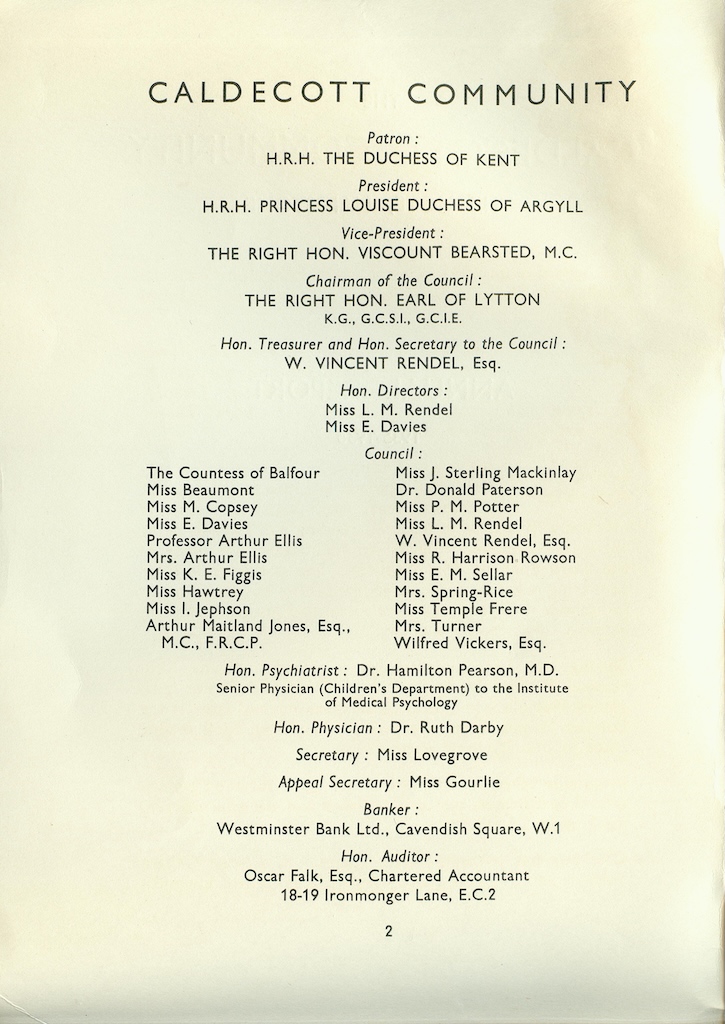 CALDECOTT COMMUNITY
Patron :
H.R.H. THE DUCHESS OF KENT
President :
H.R.H. PRINCESS LOUISE DUCHESS OF ARGYLL
Vice-President :
THE RIGHT HON. VISCOUNT BEARSTED, M.C.
Chairman of the Council :
THE RIGHT HON. EARL OF LYTTON
K.G., G.C.S.I., G.C.I.E.
Hon. Treasurer and Hon. Secretary to the Council :
W. VINCENT RENDEL, Esq.
Hon. Directors :
Miss L. M. Rendel
Miss E. Davies
Council :
The Countess of Balfour
Miss Beaumont
Miss M. Copsey
Miss E. Davies
Professor Arthur Ellis
Mrs. Arthur Ellis
Miss K. E. Figgis
Miss Hawtrey
Miss I. Jephson
Arthur Maitland Jones, Esq.,
M.C., F.R.C.P.
Miss J. Sterling Mackinlay
Dr. Donald Paterson
Miss P. M. Potter
Miss L. M. Rendel
W. Vincent Rendel, Esq.
Miss R. Harrison Rowson
Miss E. M. Sellar
Mrs. Spring-Rice
Miss Temple Frere
Mrs. Turner
Wilfred Vickers, Esq.
Hon. Psychiatrist : Dr. Hamilton Pearson, M.D.
Senior Physician (Children's Department) to the Institute
of Medical Psychology
Hon. Physician : Dr. Ruth Darby
Secretary : Miss Lovegrove
Appeal Secretary : Miss Gourlie
Banker :
Westminster Bank Ltd., Cavendish Square, W.1
Hon. Auditor :
Oscar Falk, Esq., Chartered Accountant
18-19 Ironmonger Lane, E.C.2
2